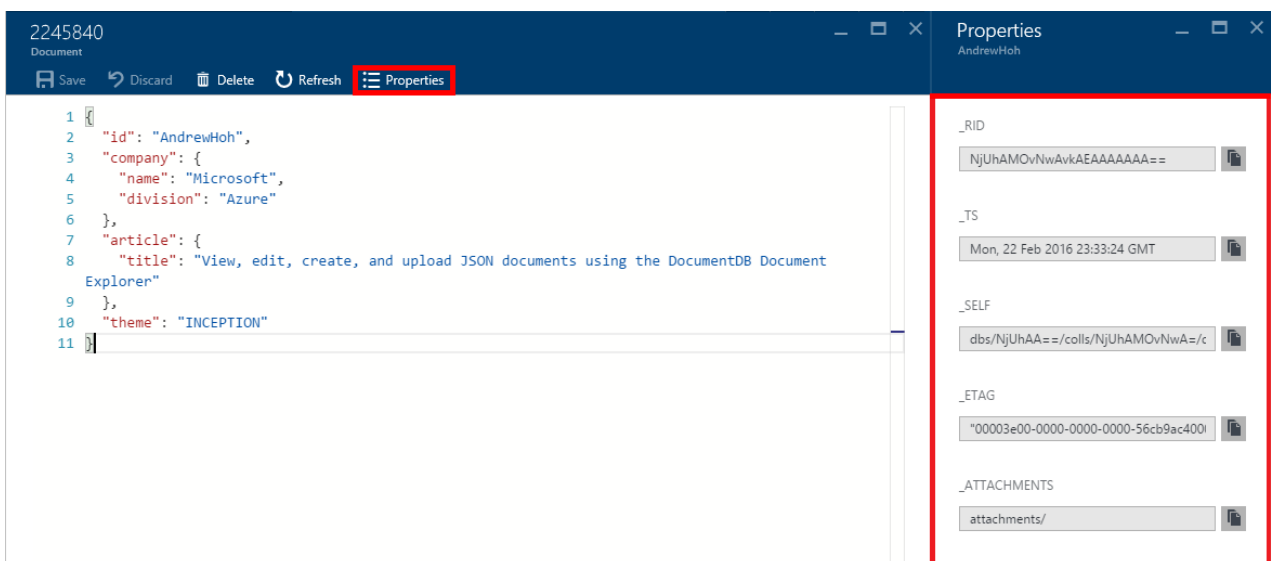 2245840
Document
Save Discard Delete Refresh Properties
1 {
2 "id": "AndrewHoh",
3 "company": {
4 "name": "Microsoft",
5 "division": "Azure"
6 },
7 "article": {
8 "title": "View, edit, create, and upload JSON documents using the DocumentDB Document
Explorer"
9 },
10 "theme": "INCEPTION"
11 }
Properties
AndrewHoh
_RID
NjUhAMOvNwAvkAEAAAAAAA==
_TS
Mon, 22 Feb 2016 23:33:24 GMT
_SELF
dbs/NjUhAA==/colls/NjUhAMOvNwA=/c
_ETAG
"00003e00-0000-0000-0000-56cb9ac400(
_ATTACHMENTS
attachments/